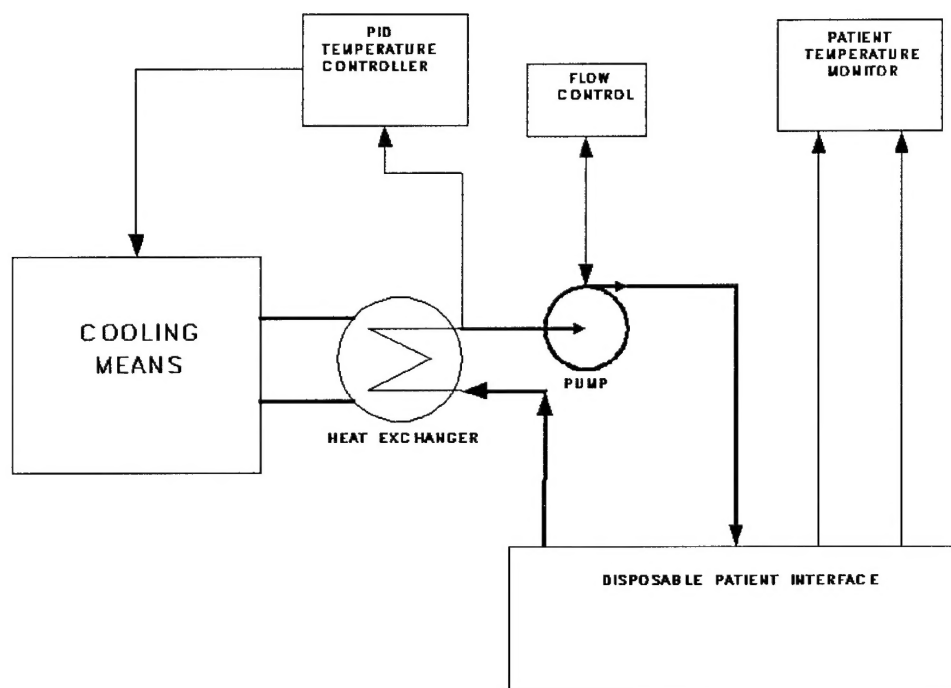 PID
TEMPERATURE
CONTROLLER
FLOW
CONTROL
PATIENT
TEMPERATURE
MONITOR
COOLING
MEANS
PUMP
HEAT EXCHANGER
DISPOSABLE PATIENT INTERFACE